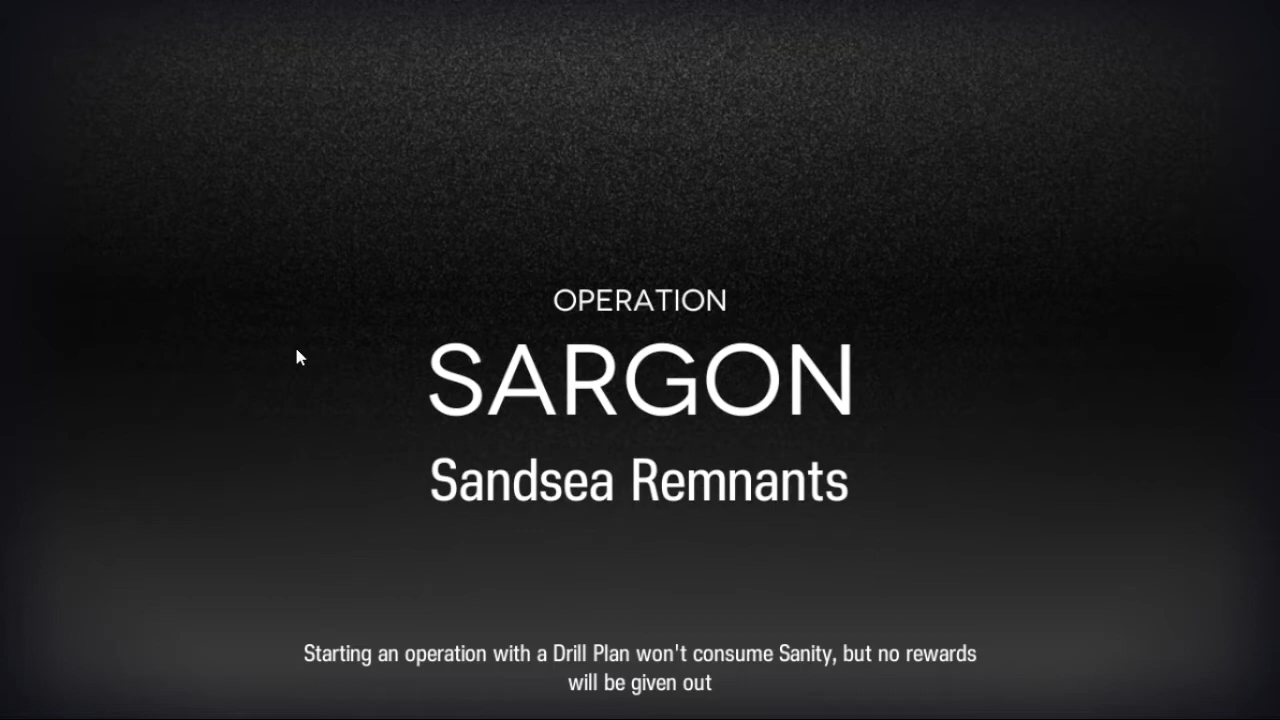 OPERATION
SARGON
Sandsea Remnants
Starting an operation with a Drill Plan won't consume Sanity, but no rewards
will be given out